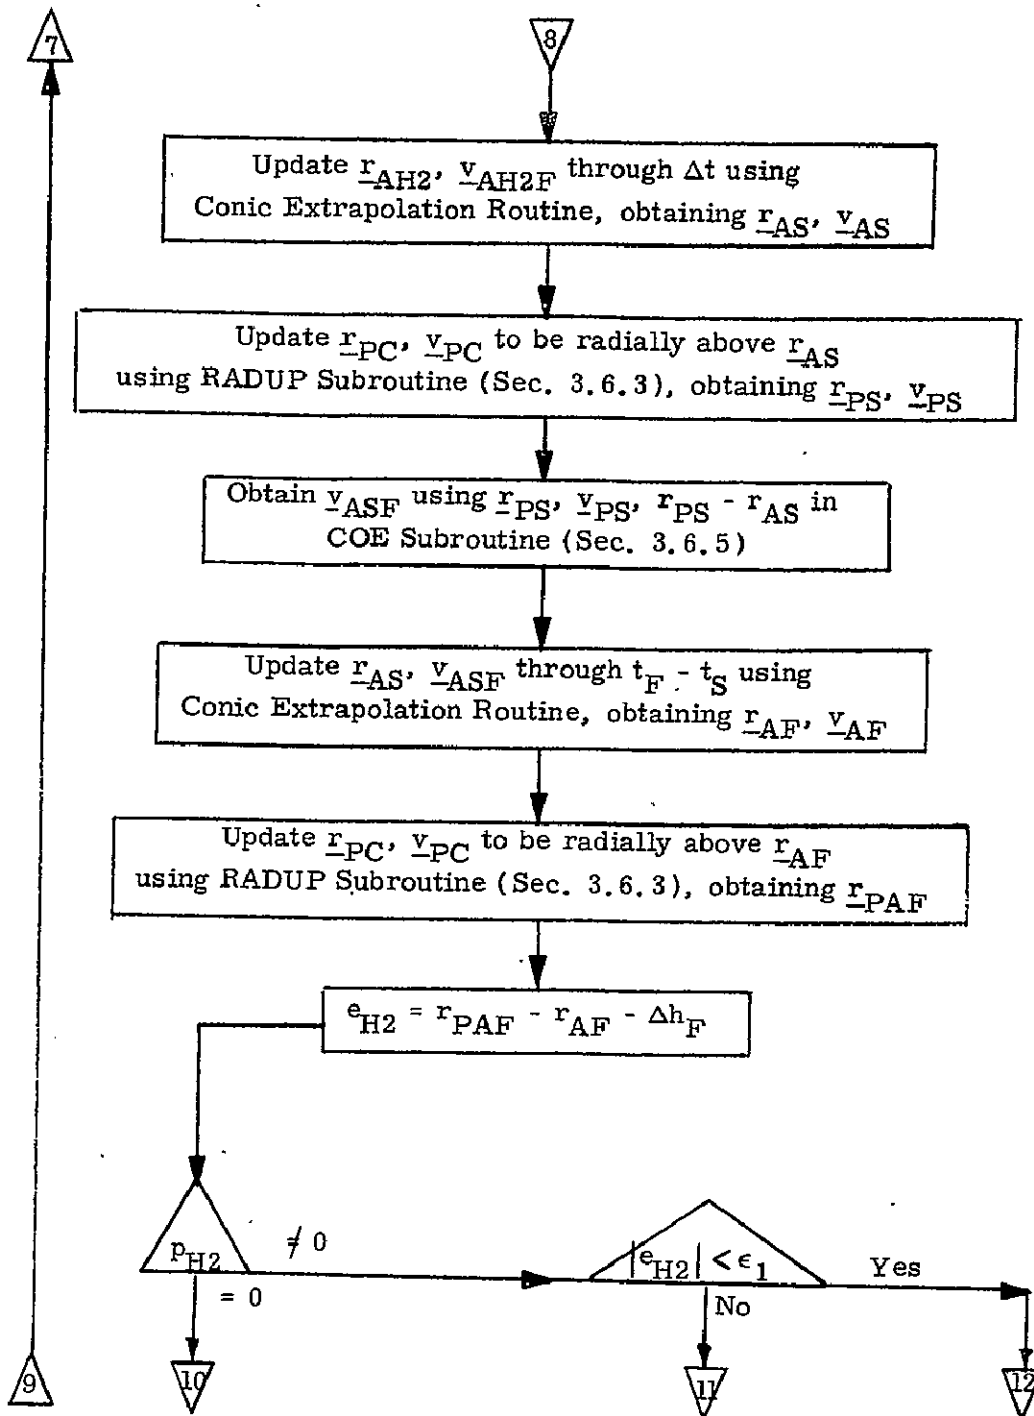 7
8
Update r_AH2, v_AH2F through Δt using
Conic Extrapolation Routine, obtaining r_AS, v_AS
Update r_PC, v_PC to be radially above r_AS
using RADUP Subroutine (Sec. 3.6.3), obtaining r_PS, v_PS
Obtain v_ASF using r_PS, v_PS, r_PS - r_AS in
COE Subroutine (Sec. 3.6.5)
Update r_AS, v_ASF through t_F - t_S using
Conic Extrapolation Routine, obtaining r_AF, v_AF
Update r_PC, v_PC to be radially above r_AF
using RADUP Subroutine (Sec. 3.6.3), obtaining r_PAF
e_H2 = r_PAF - r_AF - Δh_F
p_H2
≠ 0
= 0
|e_H2| < ϵ_1
Yes
No
9
10
11
12